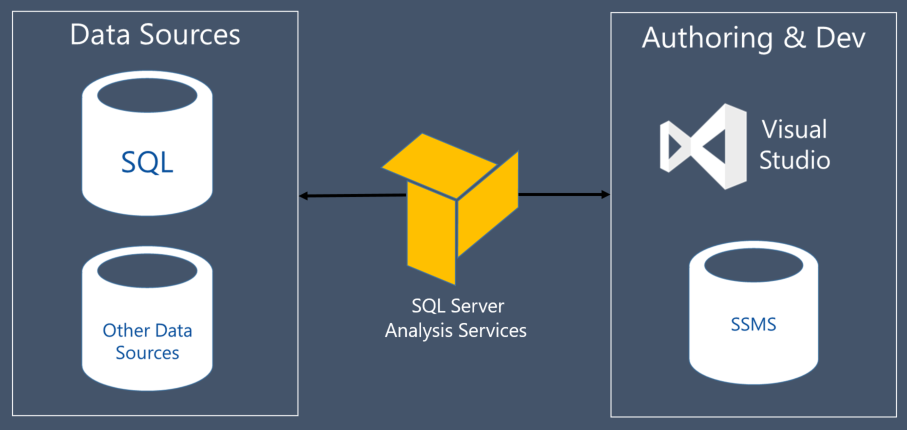 Data Sources
SQL
Other Data
Sources
SQL Server
Analysis Services
Authoring & Dev
Visual
Studio
SSMS